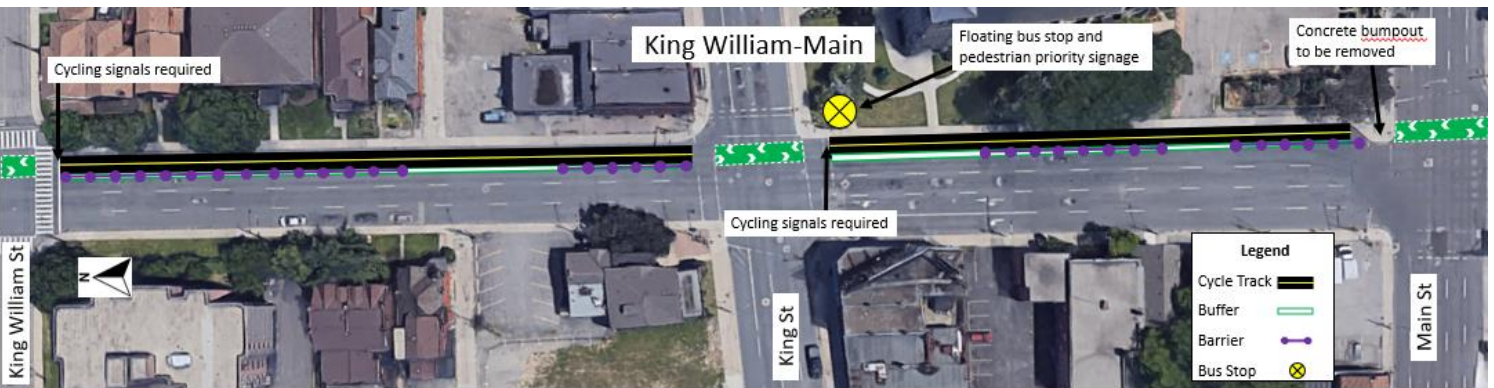 King William-Main
Floating bus stop and
pedestrian priority signage
Concrete bumpout
to be removed
Cycling signals required
Cycling signals required
N
King William St
King St
Main St
Legend
Cycle Track
Buffer
Barrier
Bus Stop